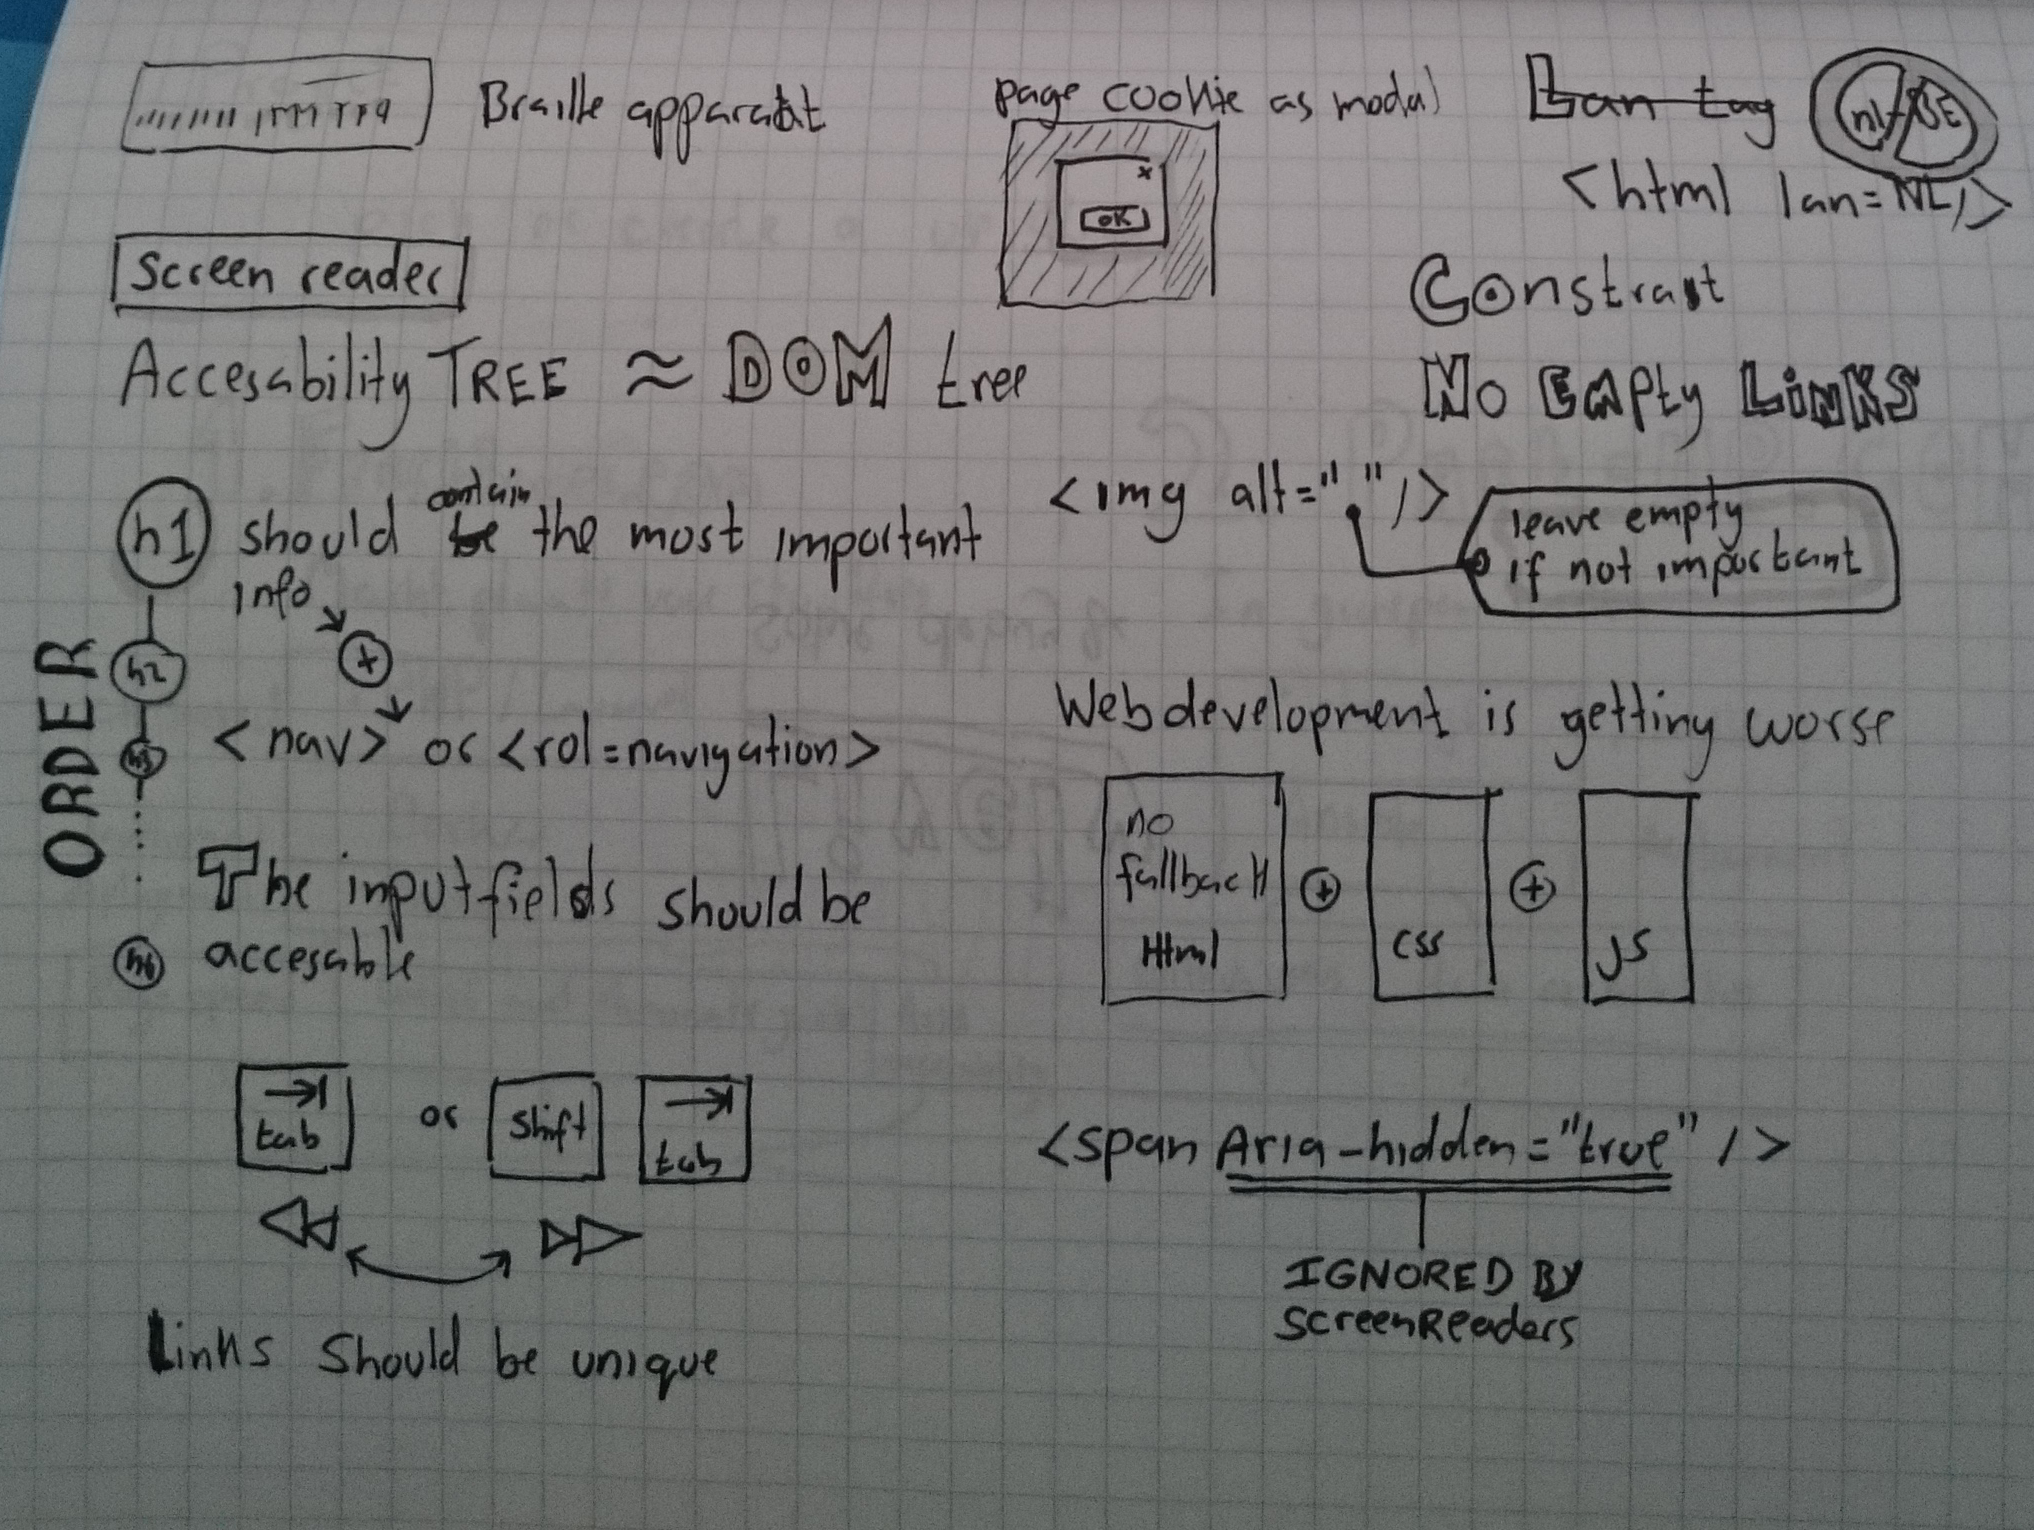 Braille apparaat
Screen reader
Accesability TREE ≈ DOM tree
h1 should be contain the most important
info
+
ORDER
h2
h3
<nav> or <rol=navigation>
The inputfields should be
h6 accesable
tab or shift tab
Links should be unique
page cookie as modal
x
OK
Lan tag
nl-BE
<html lan=NL/>
Constrast
No EMpty LiNKS
<img alt=" "/>
leave empty
if not important
Webdevelopment is getting worse
no
fallback
Html + css + JS
<span Aria-hidden="true" />
IGNORED BY
ScreenReaders